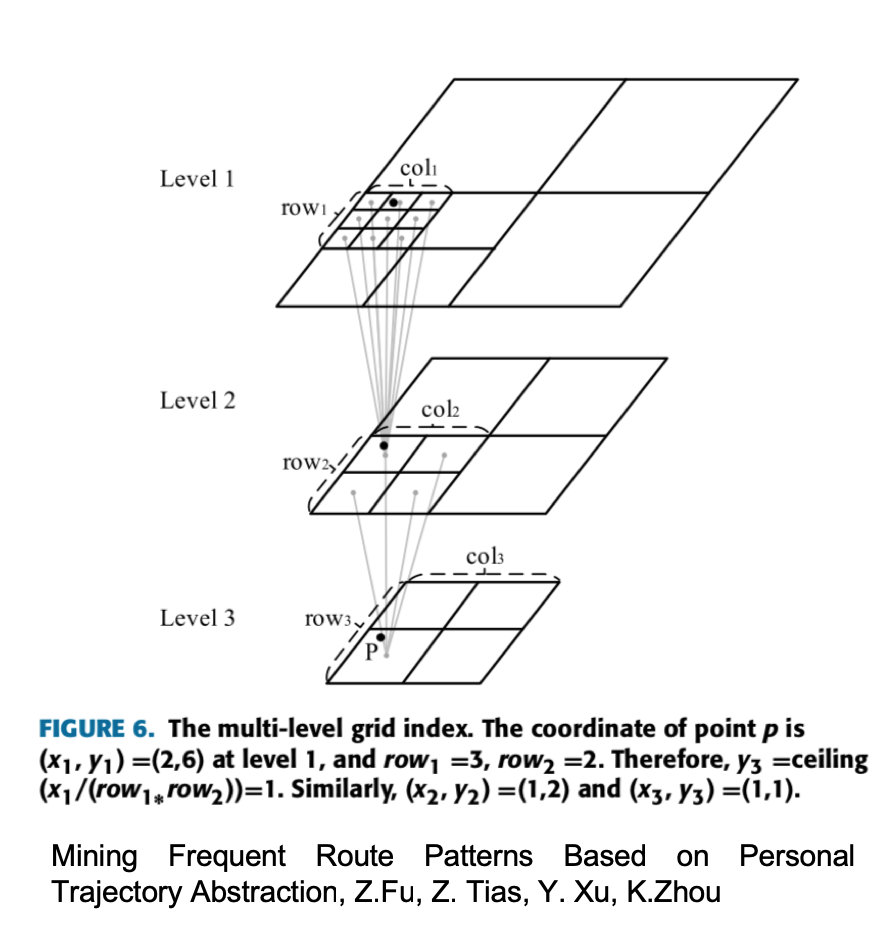 Level 1
col₁
row₁
Level 2
col₂
row₂
col₃
Level 3
row₃
P
FIGURE 6. The multi-level grid index. The coordinate of point p is
(x₁, y₁) =(2,6) at level 1, and row₁ =3, row₂ =2. Therefore, y₃ =ceiling
(x₁/(row₁*row₂))=1. Similarly, (x₂, y₂) =(1,2) and (x₃, y₃) =(1,1).
Mining Frequent Route Patterns Based on Personal
Trajectory Abstraction, Z.Fu, Z. Tias, Y. Xu, K.Zhou